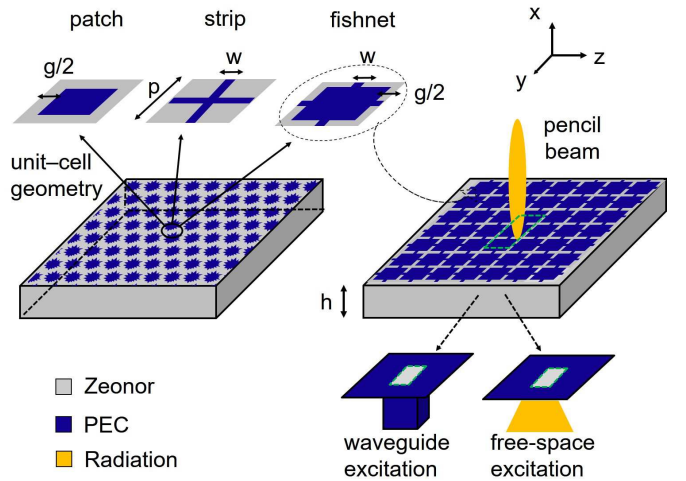 patch
strip
fishnet
x
z
y
g/2
w
p
w
g/2
pencil
beam
unit–cell
geometry
h
Zeonor
PEC
Radiation
waveguide
excitation
free-space
excitation